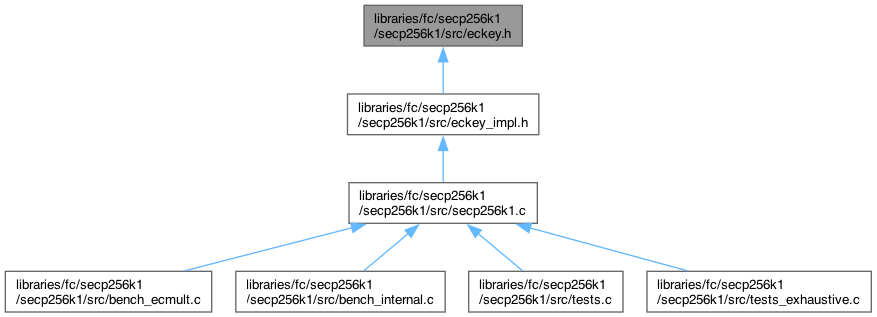 libraries/fc/secp256k1
/secp256k1/src/eckey.h
libraries/fc/secp256k1
/secp256k1/src/eckey_impl.h
libraries/fc/secp256k1
/secp256k1/src/secp256k1.c
libraries/fc/secp256k1
/secp256k1/src/bench_ecmult.c
libraries/fc/secp256k1
/secp256k1/src/bench_internal.c
libraries/fc/secp256k1
/secp256k1/src/tests.c
libraries/fc/secp256k1
/secp256k1/src/tests_exhaustive.c